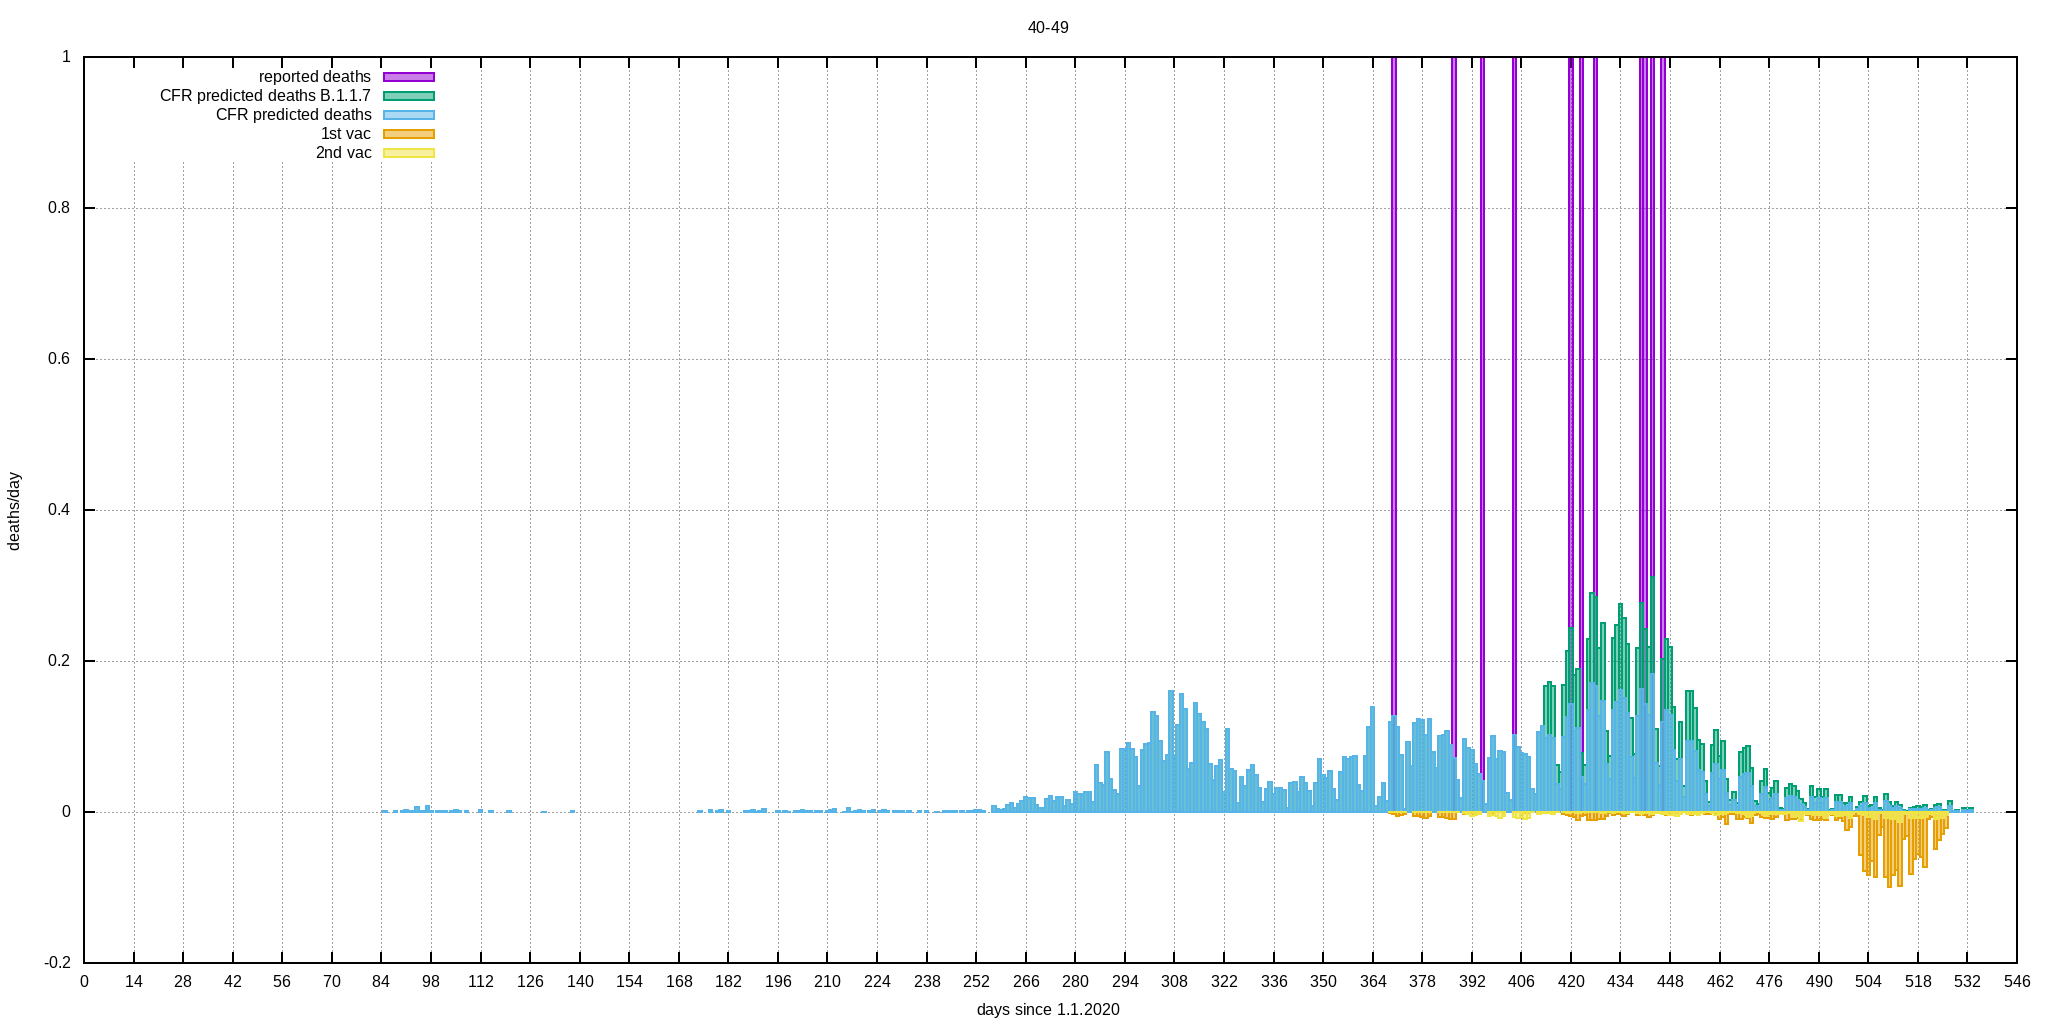 40-49
1
reported deaths
CFR predicted deaths B.1.1.7
CFR predicted deaths
1st vac
2nd vac
0.8
0.6
deaths/day
0.4
0.2
0
-0.2
0 14 28 42 56 70 84 98 112 126 140 154 168 182 196 210 224 238 252 266 280 294 308 322 336 350 364 378 392 406 420 434 448 462 476 490 504 518 532 546
days since 1.1.2020